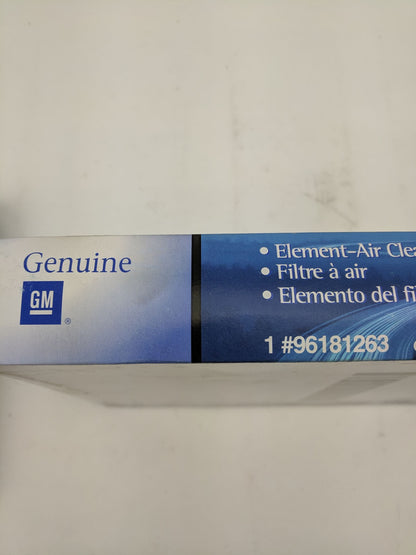 Genuine
GM
®
• Element-Air Clea
• Filtre à air
• Elemento del fi
1 #96181263